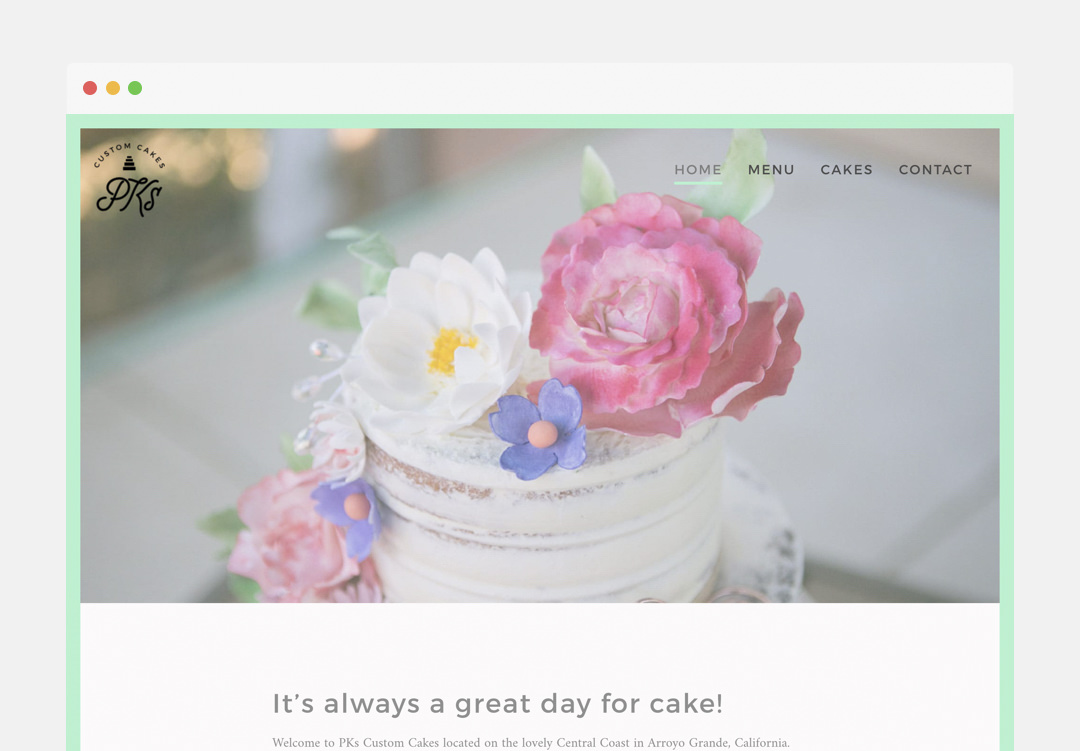 CUSTOM CAKES
PKs
HOME MENU CAKES CONTACT
It’s always a great day for cake!
Welcome to PKs Custom Cakes located on the lovely Central Coast in Arroyo Grande, California.